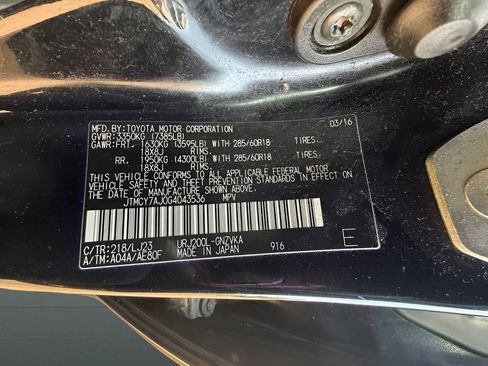 MFD. BY:TOYOTA MOTOR CORPORATION 03/16
GVWR:3350KG (7385LB)
GAWR:FRT. 1630KG (3595LB) WITH 285/60R18 TIRES,
18X8J RIMS,
RR. 1950KG (4300LB) WITH 285/60R18 TIRES,
18X8J RIMS,
THIS VEHICLE CONFORMS TO ALL APPLICABLE FEDERAL MOTOR
VEHICLE SAFETY AND BUMPER STANDARDS IN EFFECT ON THE DATE OF
MANUFACTURE SHOWN ABOVE.
JTMCY7AJ0G4043536 MPV
C/TR:218/LJ23 URJ200L-GNZVKA
A/TM:A04A/AE80F MADE IN JAPAN 916 E